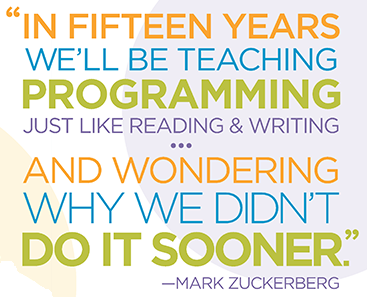 “IN FIFTEEN YEARS
WE’LL BE TEACHING
PROGRAMMING
JUST LIKE READING & WRITING
•••
AND WONDERING
WHY WE DIDN’T
DO IT SOONER.”
—MARK ZUCKERBERG